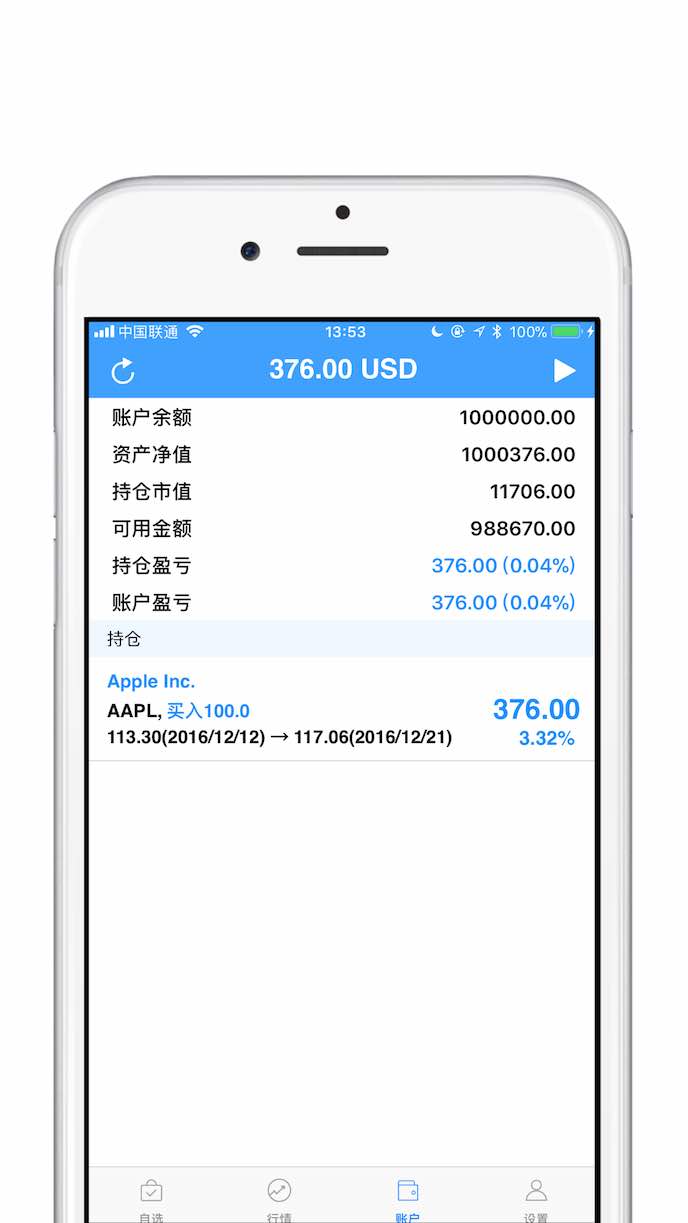 中国联通 13:53 100%
376.00 USD
账户余额 1000000.00
资产净值 1000376.00
持仓市值 11706.00
可用金额 988670.00
持仓盈亏 376.00 (0.04%)
账户盈亏 376.00 (0.04%)
持仓
Apple Inc.
AAPL, 买入100.0 376.00
113.30(2016/12/12) → 117.06(2016/12/21) 3.32%
自选 行情 账户 设置